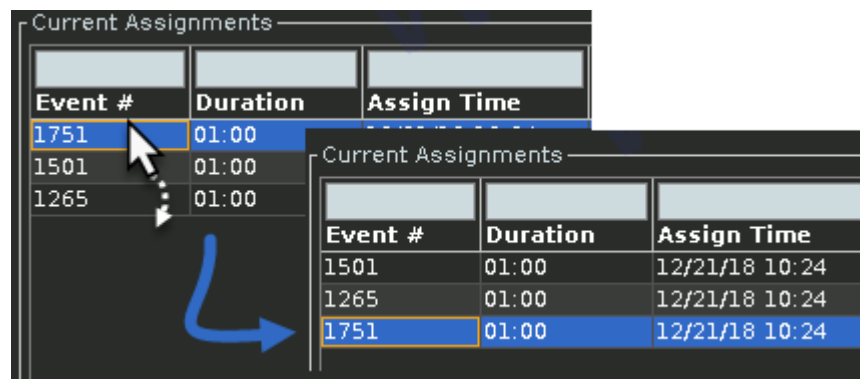 Current Assignments
Event # Duration Assign Time
1751 01:00
1501 01:00
1265 01:00
Current Assignments
Event # Duration Assign Time
1501 01:00 12/21/18 10:24
1265 01:00 12/21/18 10:24
1751 01:00 12/21/18 10:24